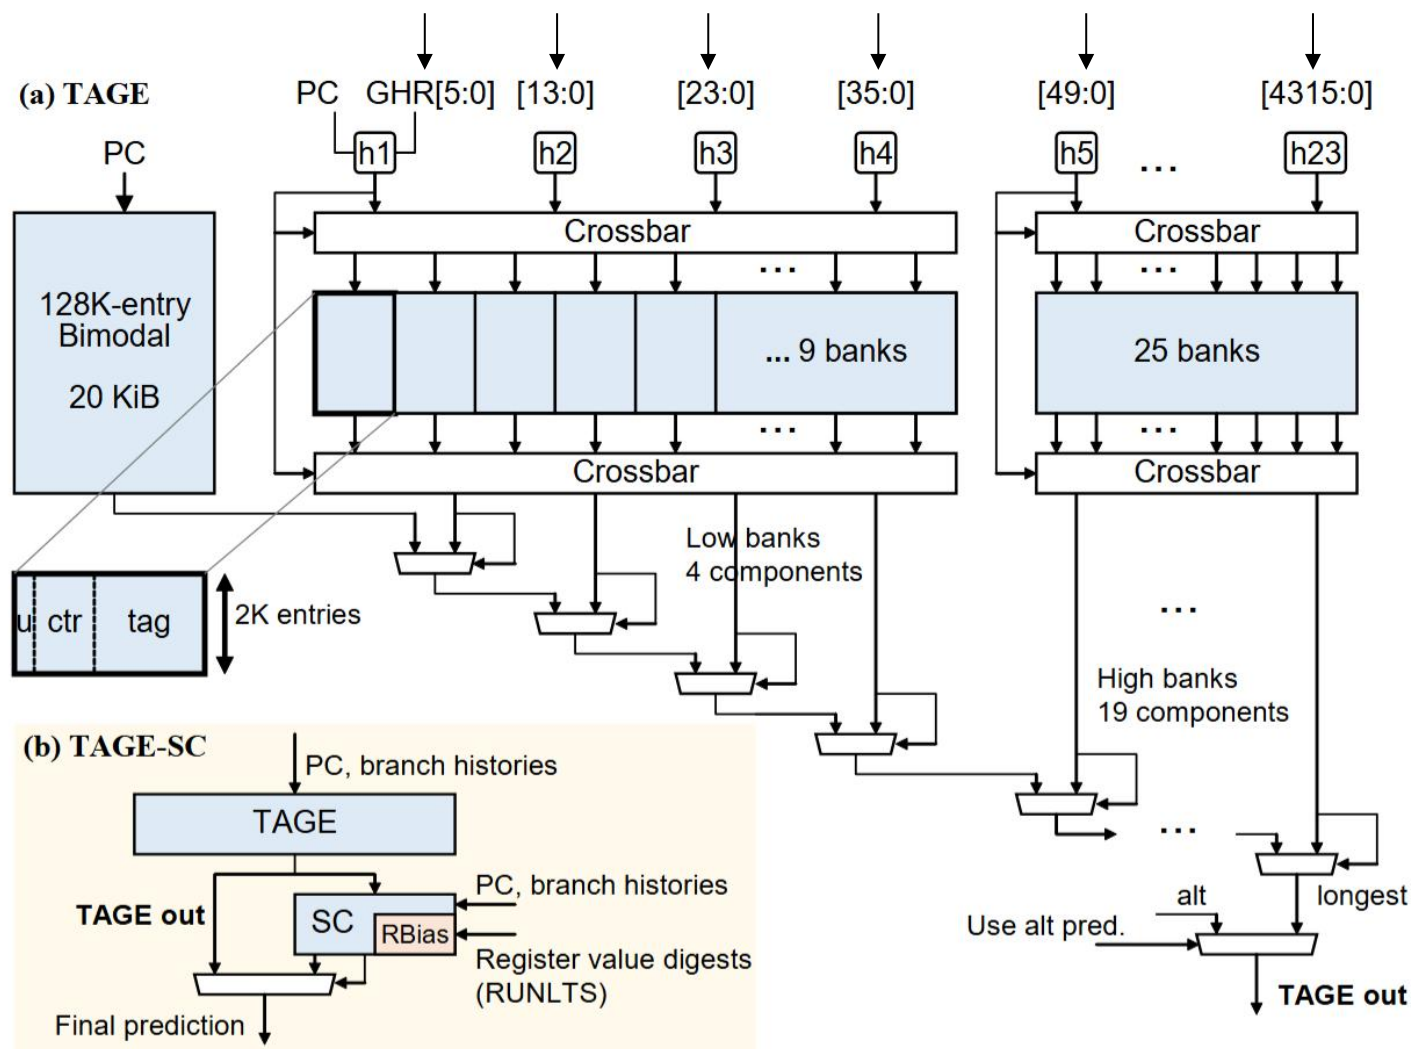 (a) TAGE
PC
PC GHR[5:0] [13:0] [23:0] [35:0] [49:0] [4315:0]
h1 h2 h3 h4 h5 ... h23
Crossbar
Crossbar
...
...
128K-entry
Bimodal
20 KiB
... 9 banks
25 banks
...
...
Crossbar
Crossbar
Low banks
4 components
u ctr tag
2K entries
...
High banks
19 components
...
alt
longest
Use alt pred.
TAGE out
(b) TAGE-SC
PC, branch histories
TAGE
PC, branch histories
TAGE out
SC
RBias
Register value digests
(RUNLTS)
Final prediction